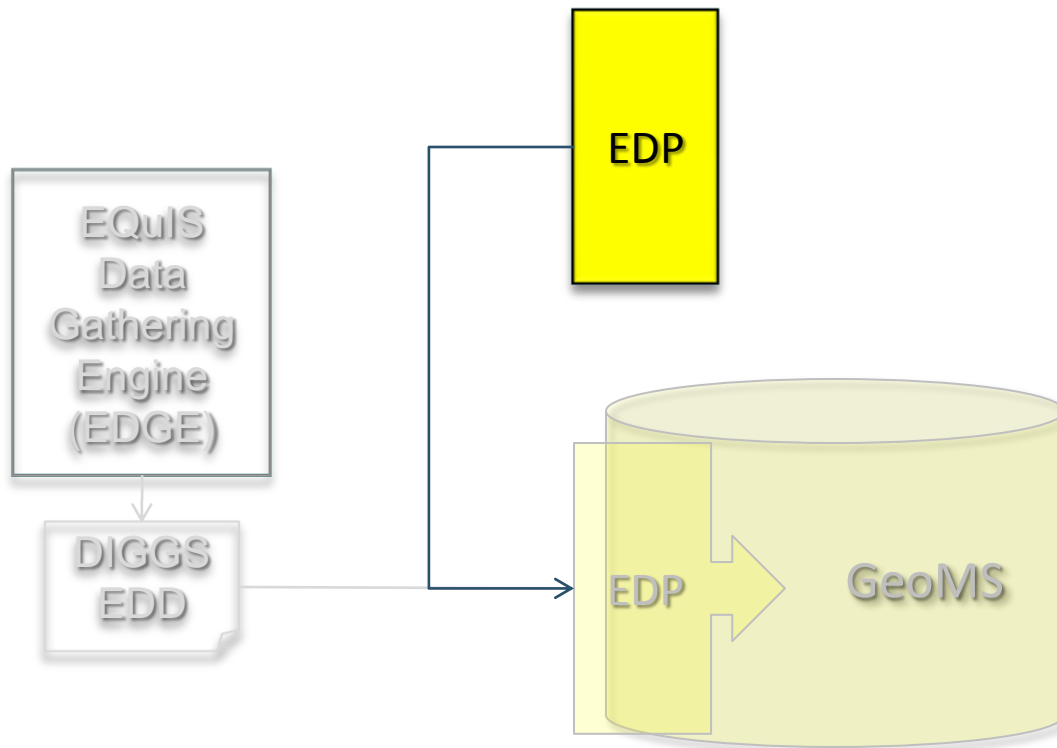 EDP
EQuIS
Data
Gathering
Engine
(EDGE)
DIGGS
EDD
EDP
GeoMS